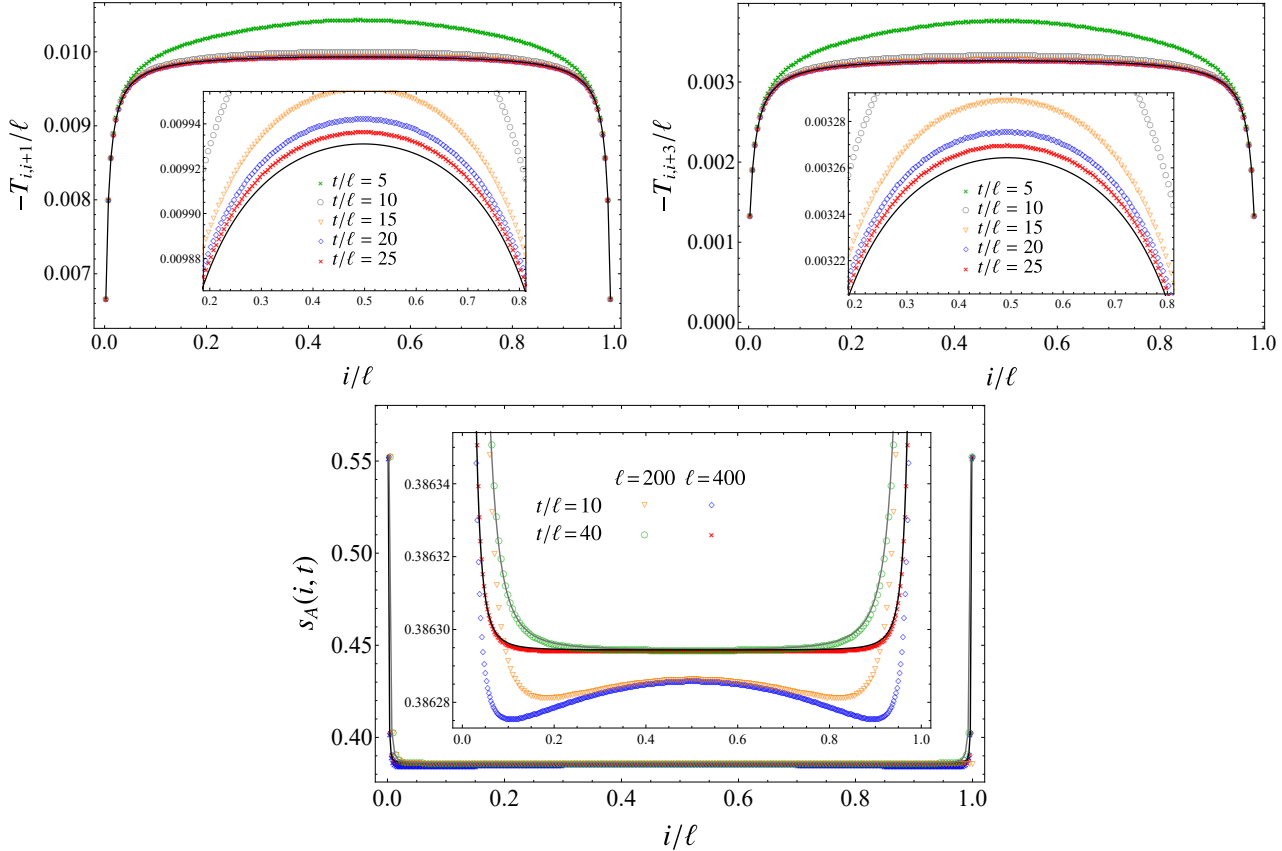 −T_{i,i+1}/ℓ
0.010
0.009
0.008
0.007
0.00994
0.00992
0.00990
0.00988
t/ℓ = 5
t/ℓ = 10
t/ℓ = 15
t/ℓ = 20
t/ℓ = 25
0.2 0.3 0.4 0.5 0.6 0.7 0.8
0.0 0.2 0.4 0.6 0.8 1.0
i/ℓ
−T_{i,i+3}/ℓ
0.003
0.002
0.001
0.000
0.00328
0.00326
0.00324
0.00322
t/ℓ = 5
t/ℓ = 10
t/ℓ = 15
t/ℓ = 20
t/ℓ = 25
0.2 0.3 0.4 0.5 0.6 0.7 0.8
0.0 0.2 0.4 0.6 0.8 1.0
i/ℓ
s_A(i, t)
0.55
0.50
0.45
0.40
0.38634
0.38632
0.38630
0.38628
ℓ = 200 ℓ = 400
t/ℓ = 10
t/ℓ = 40
0.0 0.2 0.4 0.6 0.8 1.0
0.0 0.2 0.4 0.6 0.8 1.0
i/ℓ